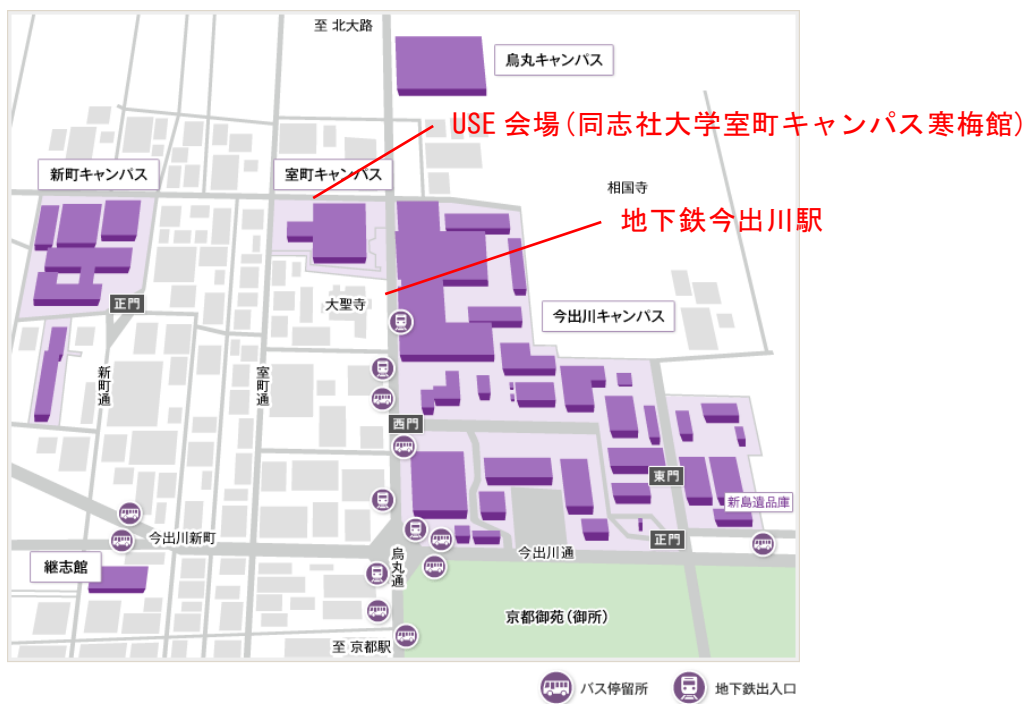 至 北大路
烏丸キャンパス
USE 会場(同志社大学室町キャンパス寒梅館)
新町キャンパス
室町キャンパス
相国寺
地下鉄今出川駅
正門
大聖寺
今出川キャンパス
新町通
室町通
西門
東門
新島遺品庫
今出川新町
正門
今出川通
烏丸通
継志館
京都御苑(御所)
至 京都駅
バス停留所
地下鉄出入口